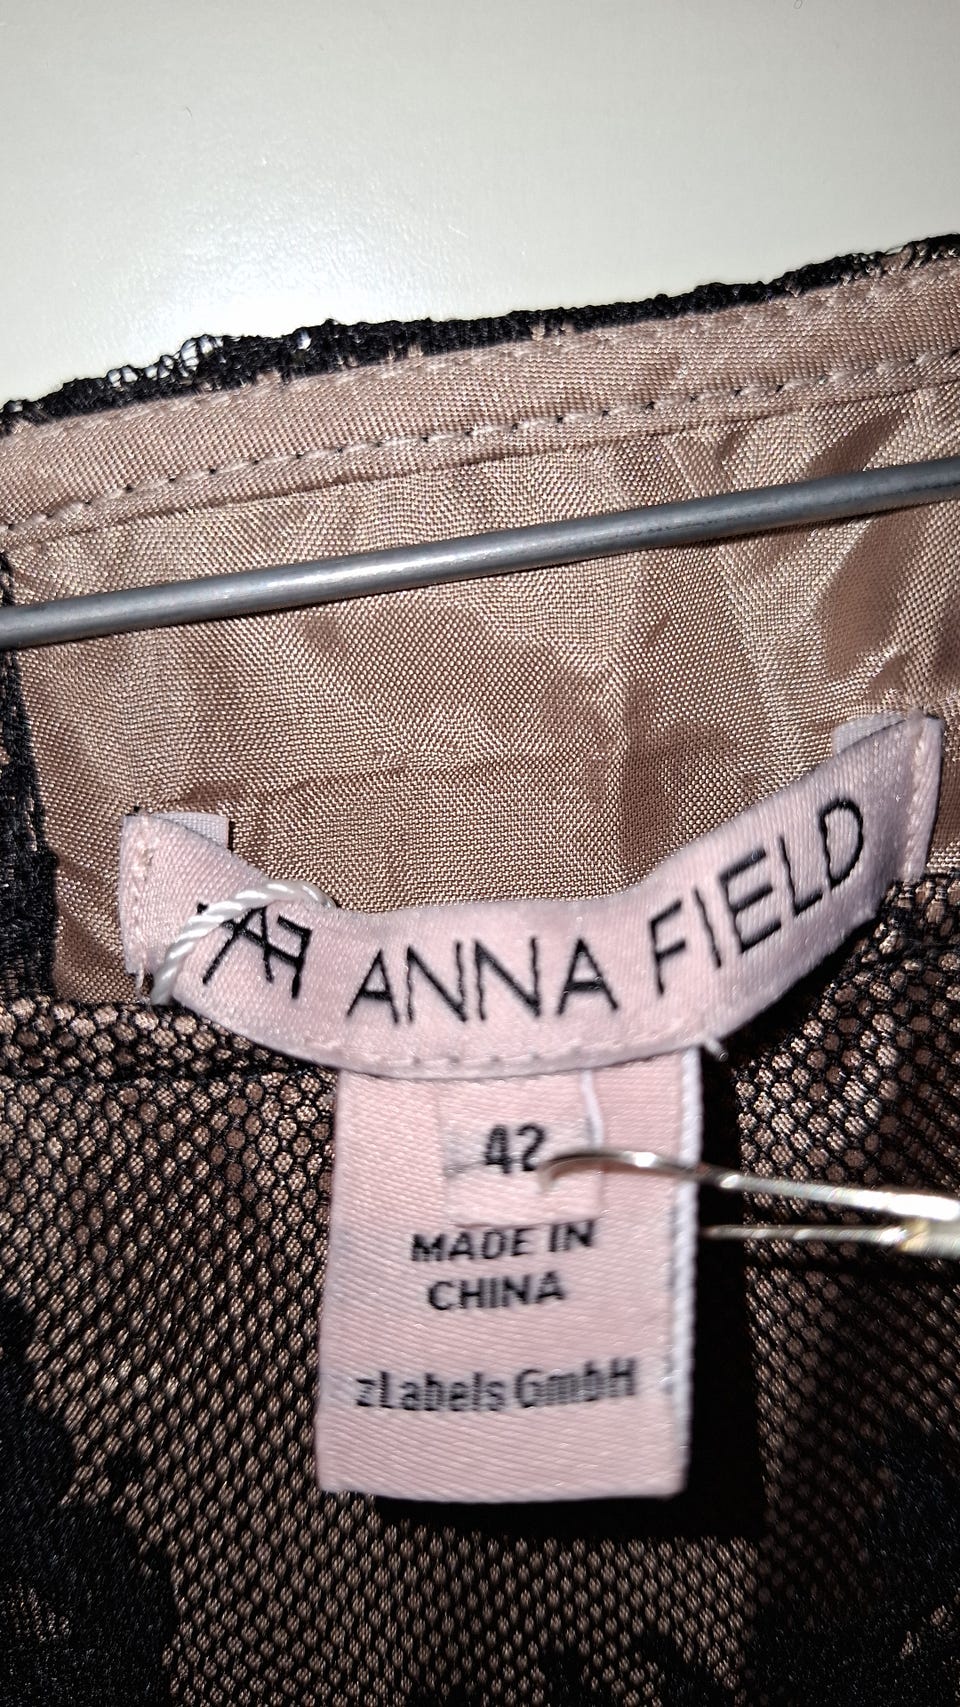 ANNA FIELD
42
MADE IN
CHINA
zLabels GmbH